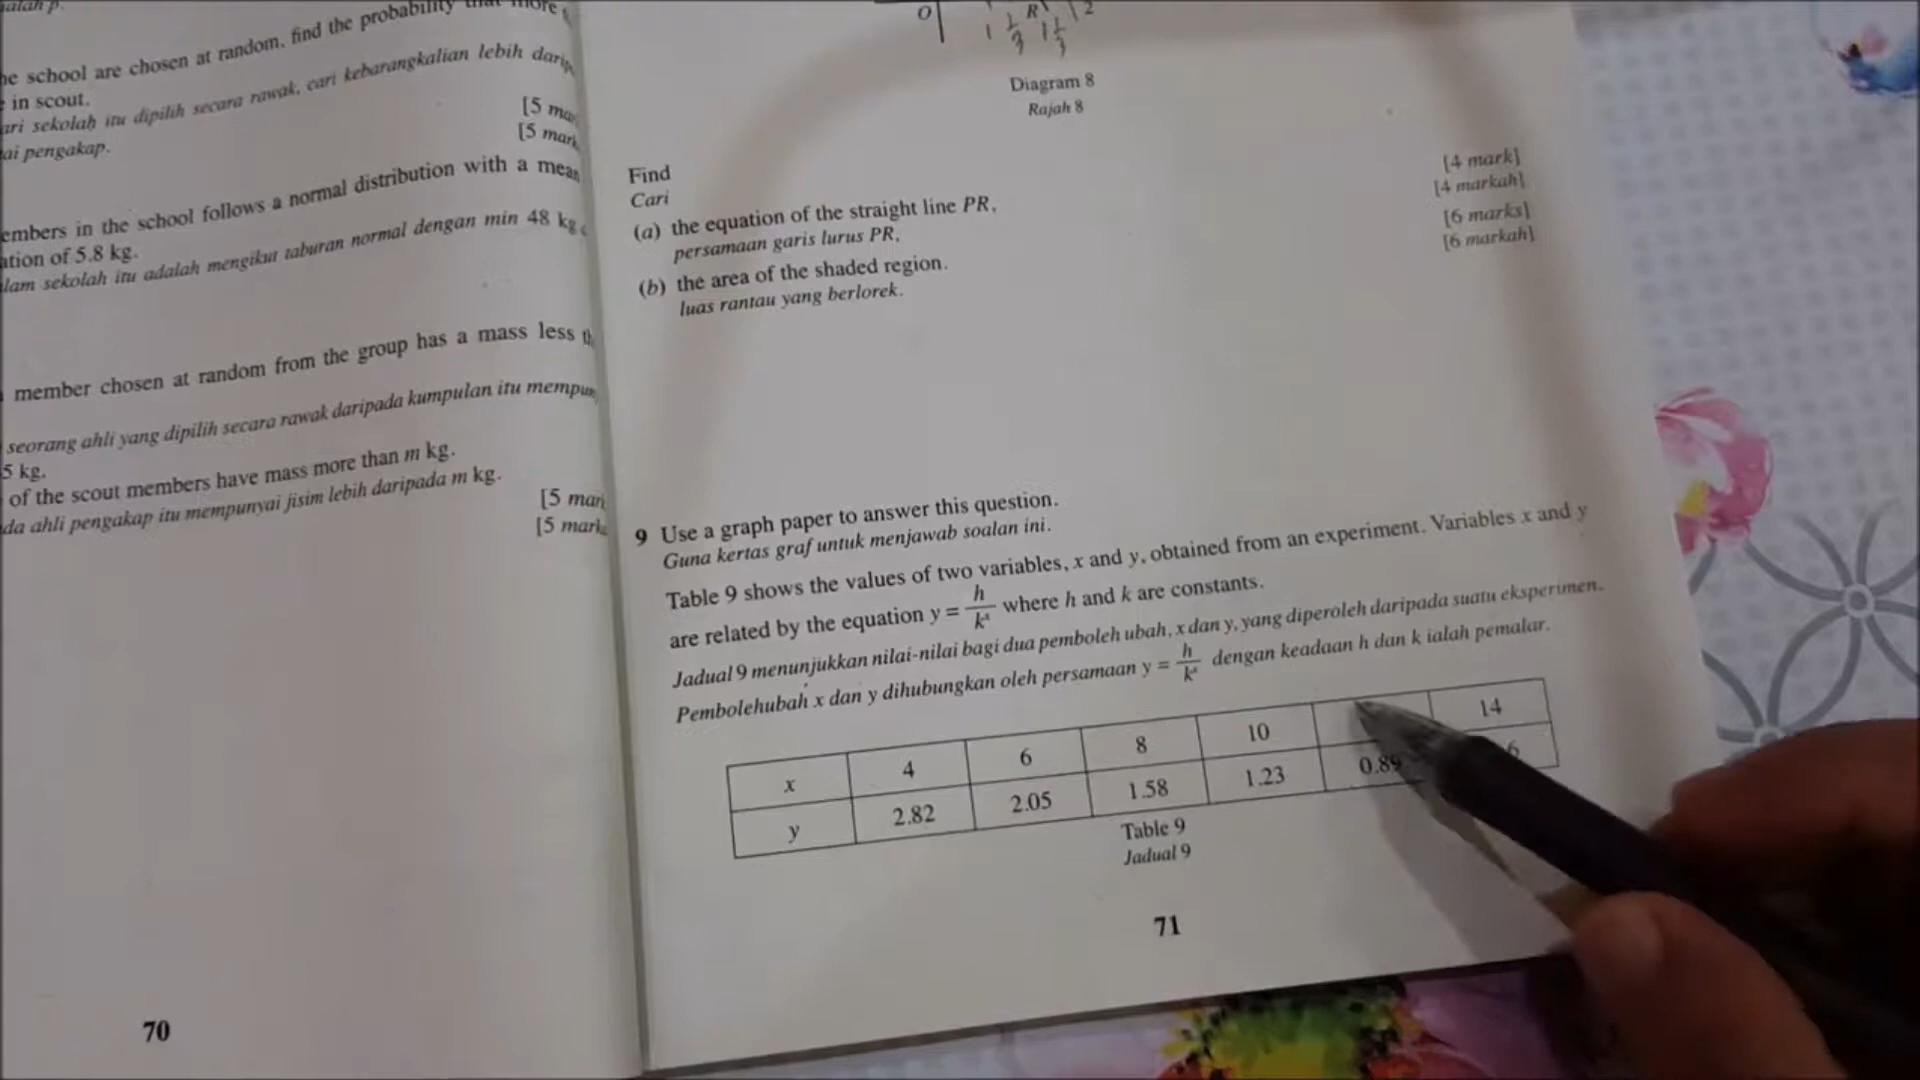 he school are chosen at random, find the probability that more
in scout.
ari sekolah itu dipilih secara rawak, cari kebarangkalian lebih
ai pengakap.
[5
[5
embers in the school follows a normal distribution with a mean
ation of 5.8 kg.
lam sekolah itu adalah mengikut taburan normal dengan min 48 kg
member chosen at random from the group has a mass less
seorang ahli yang dipilih secara rawak daripada kumpulan itu
5 kg.
of the scout members have mass more than m kg.
da ahli pengakap itu mempunyai jisim lebih daripada m kg.
[5
[5
70
O
R
2
Diagram 8
Rajah 8
Find
Cari
(a) the equation of the straight line PR,
persamaan garis lurus PR,
[4 mark]
[4 markah]
(b) the area of the shaded region.
luas rantau yang berlorek.
[6 marks]
[6 markah]
9 Use a graph paper to answer this question.
Guna kertas graf untuk menjawab soalan ini.
Table 9 shows the values of two variables, x and y, obtained from an experiment. Variables x and y
are related by the equation y = h/kˣ where h and k are constants.
Jadual 9 menunjukkan nilai-nilai bagi dua pemboleh ubah, x dan y, yang diperoleh daripada suatu eksperimen.
Pembolehubah x dan y dihubungkan oleh persamaan y = h/kˣ dengan keadaan h dan k ialah pemalar.
x 4 6 8 10 14
y 2.82 2.05 1.58 1.23 0.89 6
Table 9
Jadual 9
71